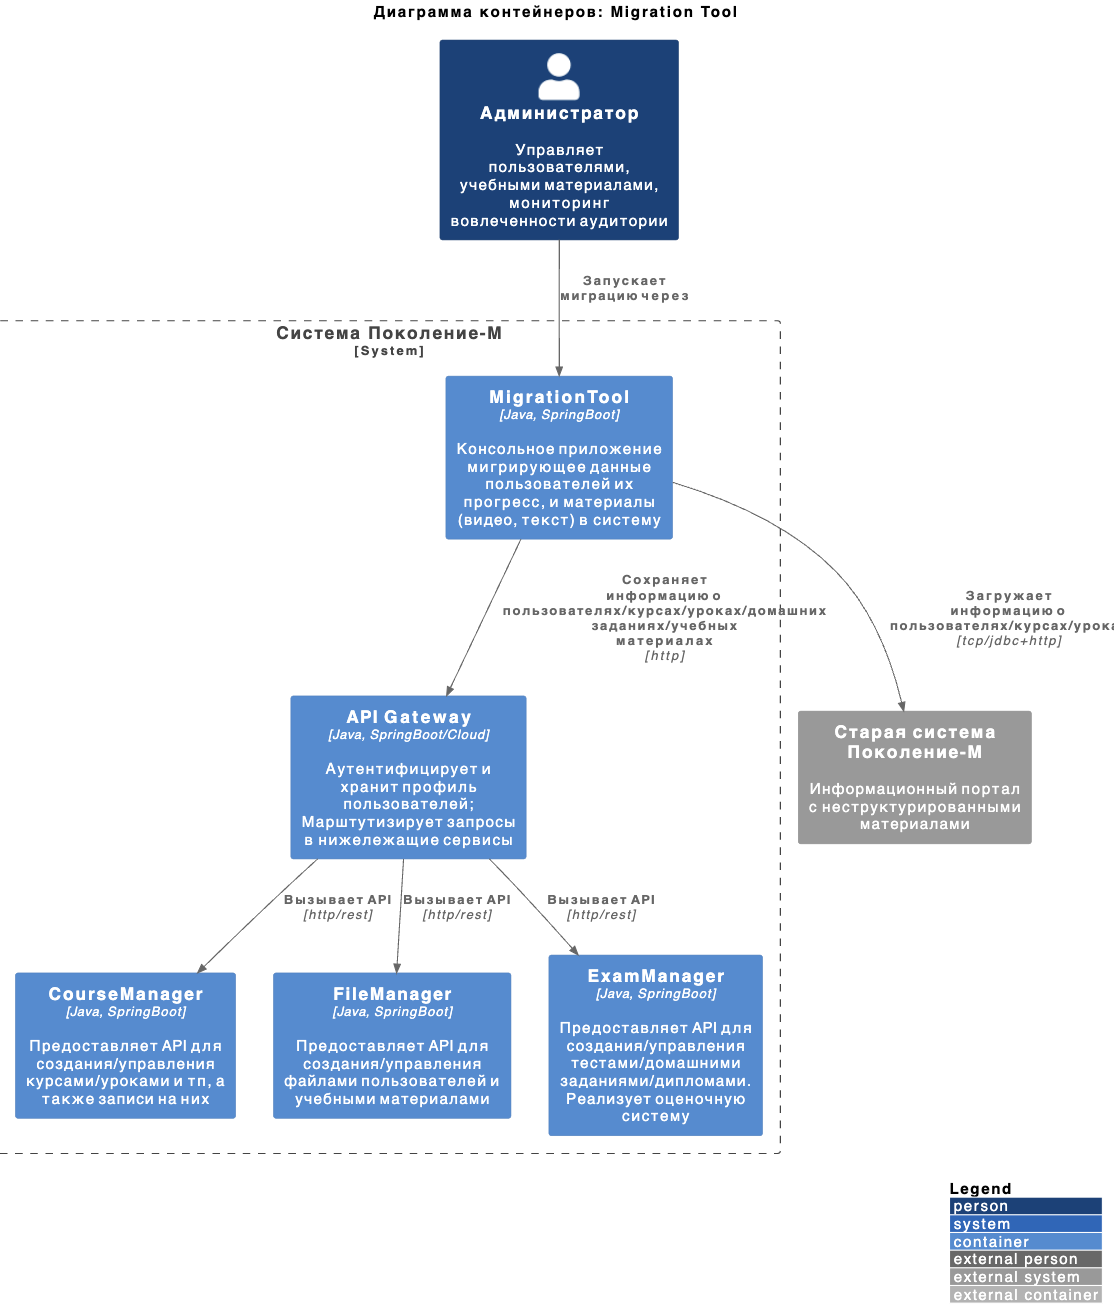 Диаграмма контейнеров: Migration Tool
Администратор
Управляет
пользователями,
учебными материалами,
мониторинг
вовлеченности аудитории
Запускает
миграцию через
Система Поколение-М
[System]
MigrationTool
[Java, SpringBoot]
Консольное приложение
мигрирующее данные
пользователей их
прогресс, и материалы
(видео, текст) в систему
Сохраняет
информацию о
пользователях/курсах/уроках/домашних
заданиях/учебных
материалах
[http]
Загружает
информацию о
пользователях/курсах/урока
[tcp/jdbc+http]
API Gateway
[Java, SpringBoot/Cloud]
Аутентифицирует и
хранит профиль
пользователей;
Марштутизирует запросы
в нижележащие сервисы
Старая система
Поколение-М
Информационный портал
с неструктурированными
материалами
Вызывает API
[http/rest]
Вызывает API
[http/rest]
Вызывает API
[http/rest]
CourseManager
[Java, SpringBoot]
Предоставляет API для
создания/управления
курсами/уроками и тп, а
также записи на них
FileManager
[Java, SpringBoot]
Предоставляет API для
создания/управления
файлами пользователей и
учебными материалами
ExamManager
[Java, SpringBoot]
Предоставляет API для
создания/управления
тестами/домашними
заданиями/дипломами.
Реализует оценочную
систему
Legend
person
system
container
external person
external system
external container